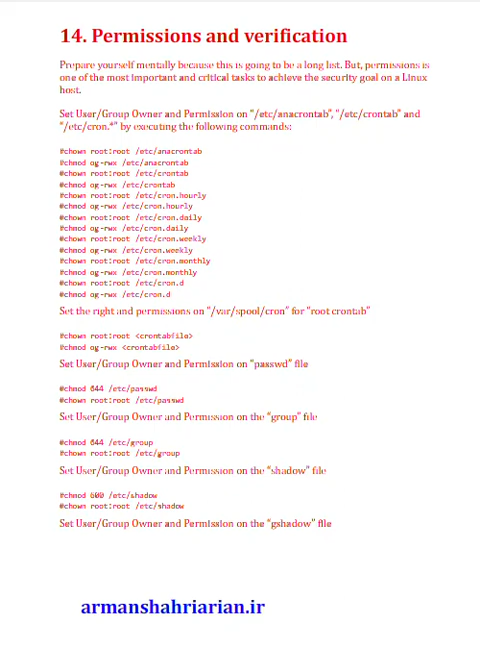 14. Permissions and verification
Prepare yourself mentally because this is going to be a long list. But, permissions is
one of the most important and critical tasks to achieve the security goal on a Linux
host.
Set User/Group Owner and Permission on "/etc/anacrontab", "/etc/crontab" and
"/etc/cron.*" by executing the following commands:
#chown root:root /etc/anacrontab
#chmod og-rwx /etc/anacrontab
#chown root:root /etc/crontab
#chmod og-rwx /etc/crontab
#chown root:root /etc/cron.hourly
#chmod og-rwx /etc/cron.hourly
#chown root:root /etc/cron.daily
#chmod og-rwx /etc/cron.daily
#chown root:root /etc/cron.weekly
#chmod og-rwx /etc/cron.weekly
#chown root:root /etc/cron.monthly
#chmod og-rwx /etc/cron.monthly
#chown root:root /etc/cron.d
#chmod og-rwx /etc/cron.d
Set the right and permissions on "/var/spool/cron" for "root crontab"
#chown root:root <crontabfile>
#chmod og-rwx <crontabfile>
Set User/Group Owner and Permission on "passwd" file
#chmod 644 /etc/passwd
#chown root:root /etc/passwd
Set User/Group Owner and Permission on the "group" file
#chmod 644 /etc/group
#chown root:root /etc/group
Set User/Group Owner and Permission on the "shadow" file
#chmod 600 /etc/shadow
#chown root:root /etc/shadow
Set User/Group Owner and Permission on the "gshadow" file
armanshahriarian.ir